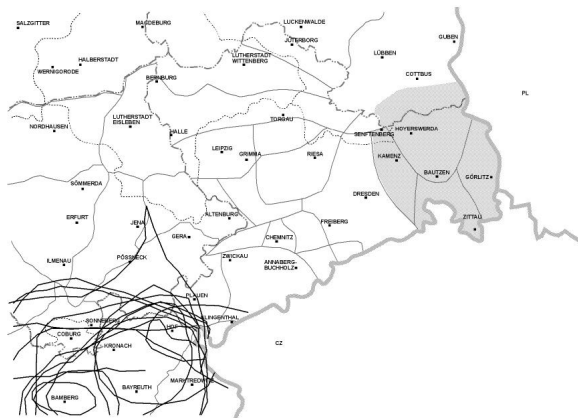 SALZGITTER
MAGDEBURG
LUCKENWALDE
JÜTERBORG
GUBEN
LÜBBEN
WERNIGORODE
HALBERSTADT
LUTHERSTADT
WITTENBERG
BERNBURG
COTTBUS
PL
NORDHAUSEN
LUTHERSTADT
EISLEBEN
HALLE
TORGAU
SENFTENBERG
HOYERSWERDA
LEIPZIG
GRIMMA
RIESA
KAMENZ
BAUTZEN
GÖRLITZ
SÖMMERDA
DRESDEN
ERFURT
JENA
ALTENBURG
FREIBERG
ZITTAU
GERA
CHEMNITZ
ILMENAU
PÖSSNECK
ZWICKAU
ANNABERG-
BUCHHOLZ
PLAUEN
SONNEBERG
HOF
KLINGENTHAL
COBURG
KRONACH
CZ
BAYREUTH
MARKTREDWITZ
BAMBERG